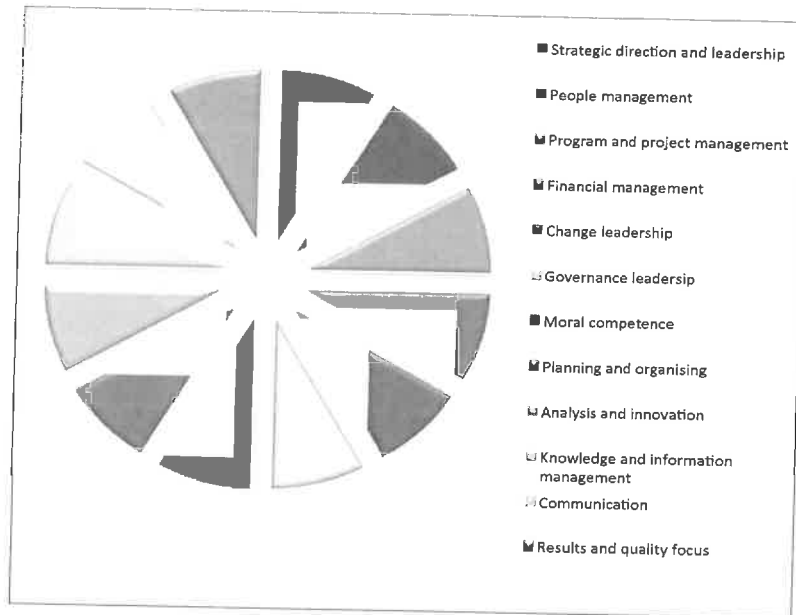 Strategic direction and leadership
People management
Program and project management
Financial management
Change leadership
Governance leadersip
Moral competence
Planning and organising
Analysis and innovation
Knowledge and information
management
Communication
Results and quality focus